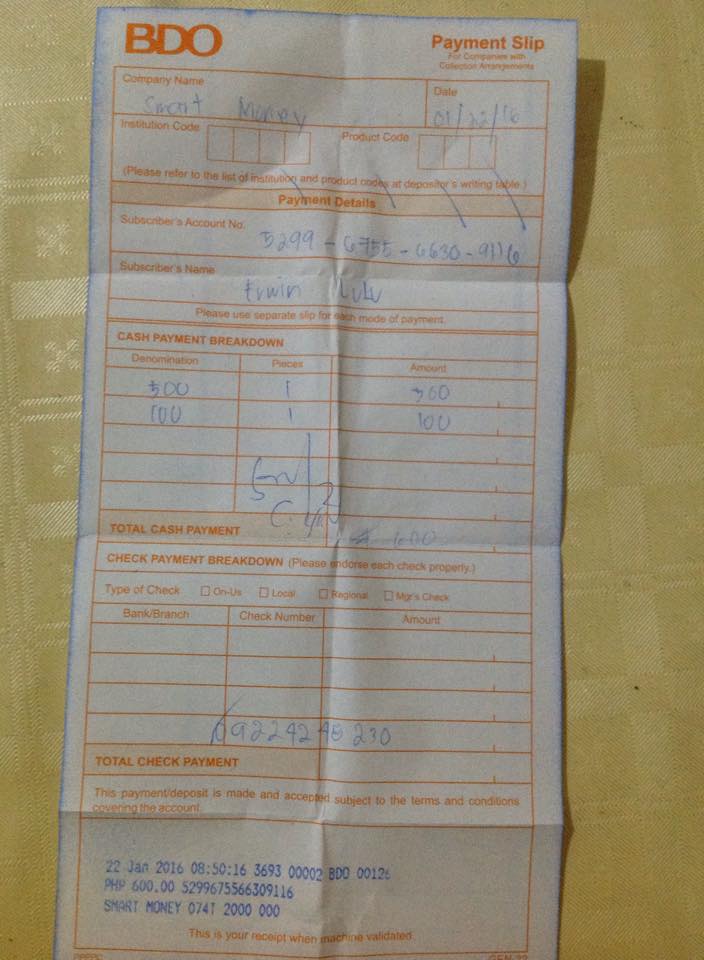 BDO
Payment Slip
For Companies with
Collection Arrangements
Company Name
Date
Smart Money
01/22/16
Institution Code
Product Code
(Please refer to the list of institution and product codes at depositor's writing table.)
Payment Details
Subscriber's Account No.
5299 - 6755 - 6630 - 9116
Subscriber's Name
Erwin Lulu
Please use separate slip for each mode of payment.
CASH PAYMENT BREAKDOWN
Denomination Pieces Amount
500 1 500
100 1 100
TOTAL CASH PAYMENT 600
CHECK PAYMENT BREAKDOWN (Please endorse each check properly.)
Type of Check On-Us Local Regional Mgr's Check
Bank/Branch Check Number Amount
TOTAL CHECK PAYMENT
This payment/deposit is made and accepted subject to the terms and conditions
covering the account.
22 Jan 2016 08:50:16 3693 00002 BDO 00126
PHP 600.00 5299675566309116
SMART MONEY 074T 2000 000
This is your receipt when machine validated